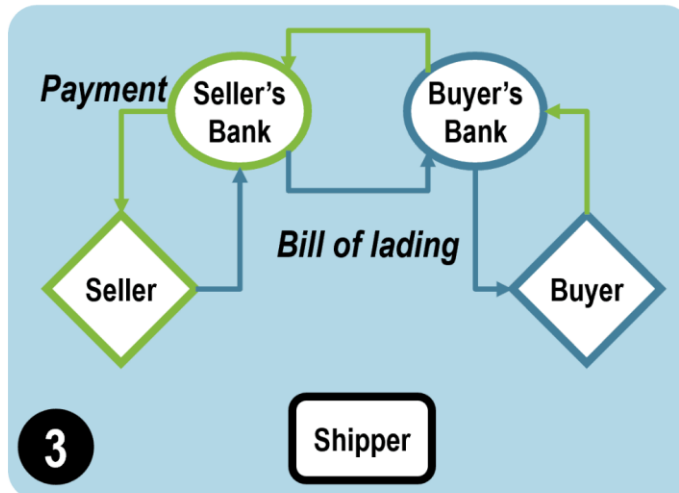 Payment
Seller's
Bank
Buyer's
Bank
Bill of lading
Seller
Buyer
3
Shipper